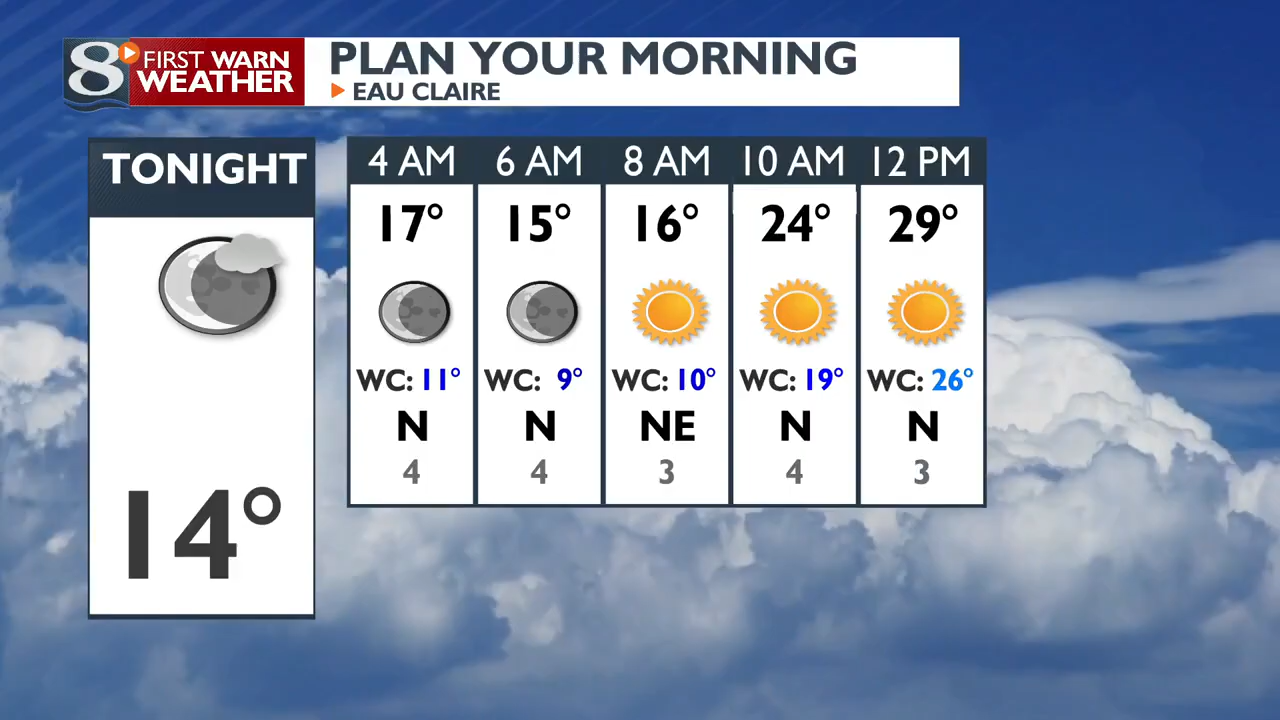 8 FIRST WARN
WEATHER
PLAN YOUR MORNING
EAU CLAIRE
TONIGHT
14°
4 AM 6 AM 8 AM 10 AM 12 PM
17° 15° 16° 24° 29°
WC: 11° WC: 9° WC: 10° WC: 19° WC: 26°
N N NE N N
4 4 3 4 3